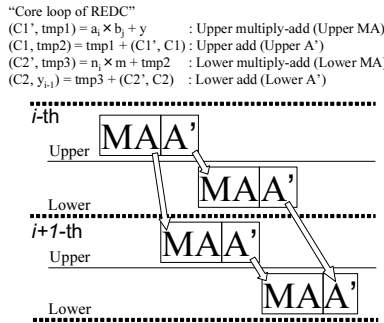 “Core loop of REDC”
(C1’, tmp1) = aᵢ × bⱼ + y : Upper multiply-add (Upper MA)
(C1, tmp2) = tmp1 + (C1’, C1) : Upper add (Upper A’)
(C2’, tmp3) = nᵢ × m + tmp2 : Lower multiply-add (Lower MA)
(C2, yᵢ₋₁) = tmp3 + (C2’, C2) : Lower add (Lower A’)
i-th
Upper MA A’
Lower MA A’
i+1-th
Upper MA A’
Lower MA A’